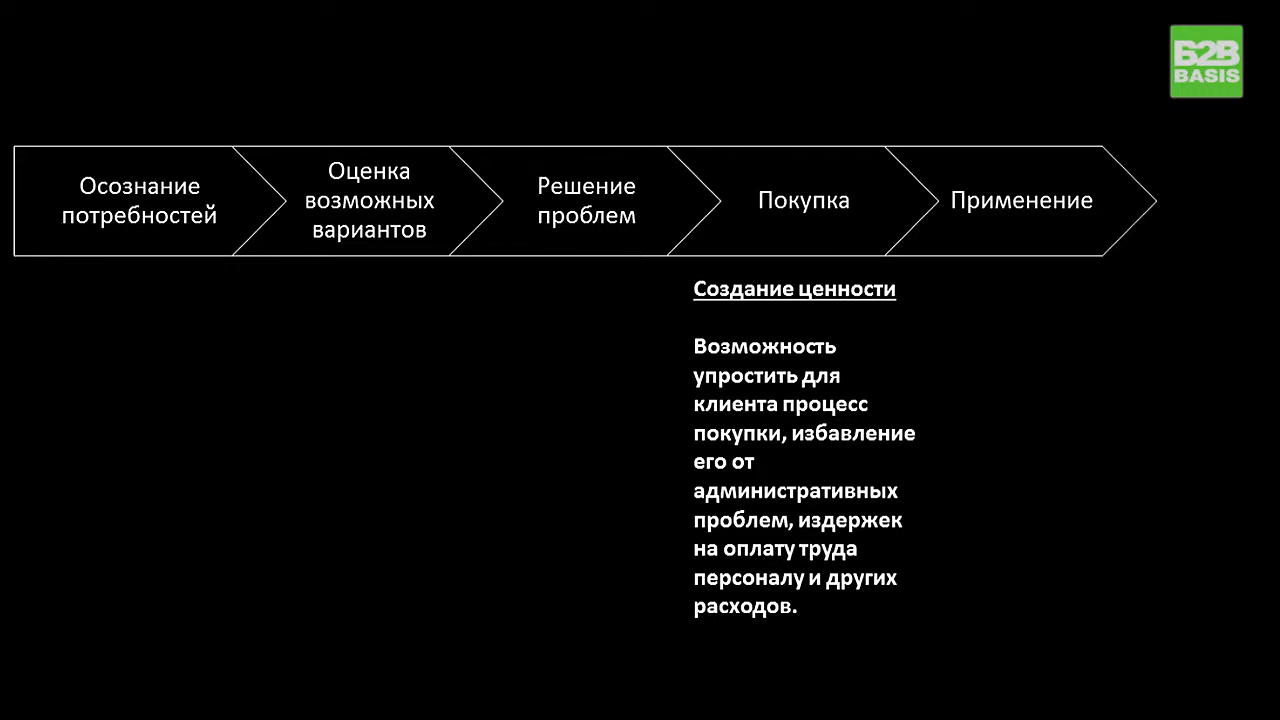 Б2B
BASIS
Осознание
потребностей
Оценка
возможных
вариантов
Решение
проблем
Покупка
Применение
Создание ценности
Возможность
упростить для
клиента процесс
покупки, избавление
его от
административных
проблем, издержек
на оплату труда
персоналу и других
расходов.